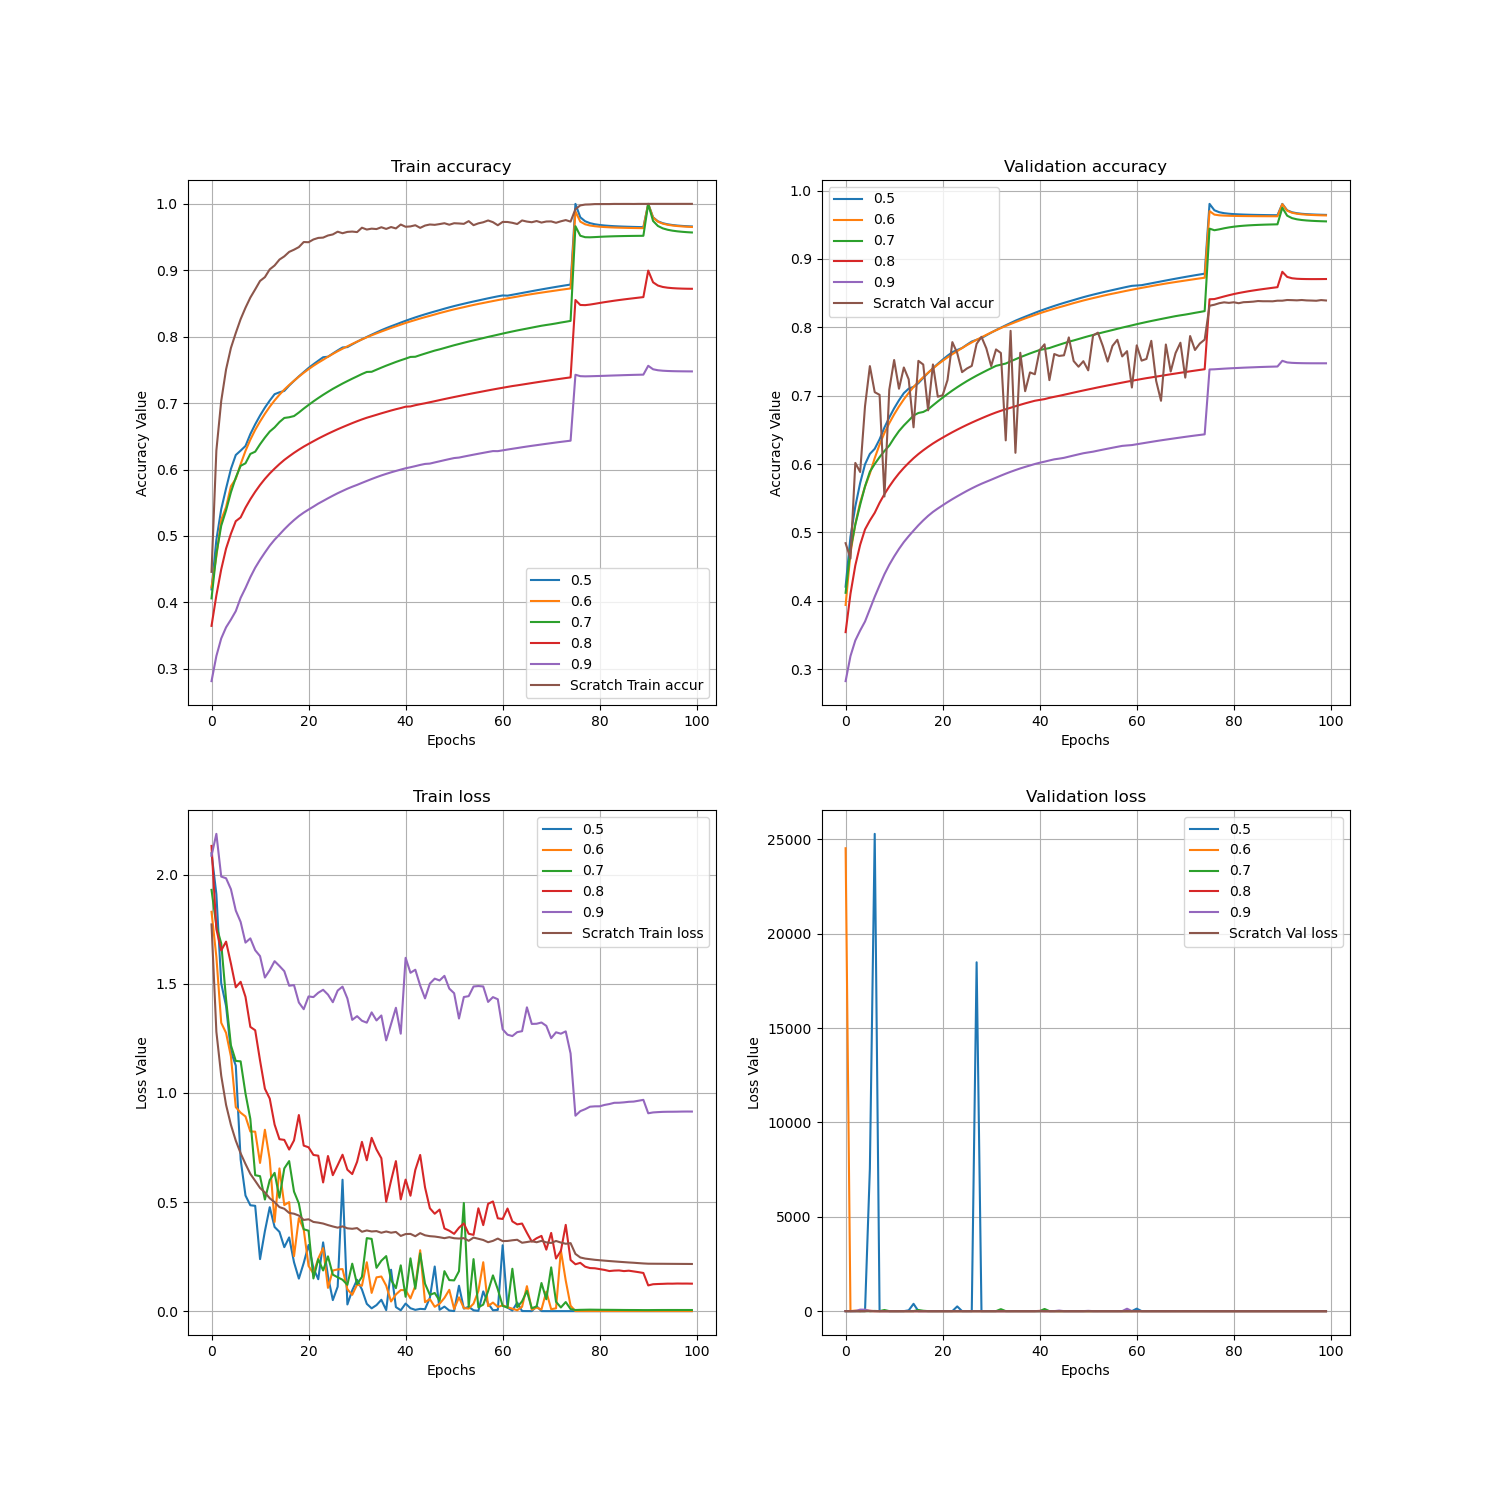 Train accuracy
Accuracy Value
1.0
0.9
0.8
0.7
0.6
0.5
0.4
0.3
0.5
0.6
0.7
0.8
0.9
Scratch Train accur
0 20 40 60 80 100
Epochs
Validation accuracy
Accuracy Value
1.0
0.9
0.8
0.7
0.6
0.5
0.4
0.3
0.5
0.6
0.7
0.8
0.9
Scratch Val accur
0 20 40 60 80 100
Epochs
Train loss
Loss Value
2.0
1.5
1.0
0.5
0.0
0.5
0.6
0.7
0.8
0.9
Scratch Train loss
0 20 40 60 80 100
Epochs
Validation loss
Loss Value
25000
20000
15000
10000
5000
0
0.5
0.6
0.7
0.8
0.9
Scratch Val loss
0 20 40 60 80 100
Epochs